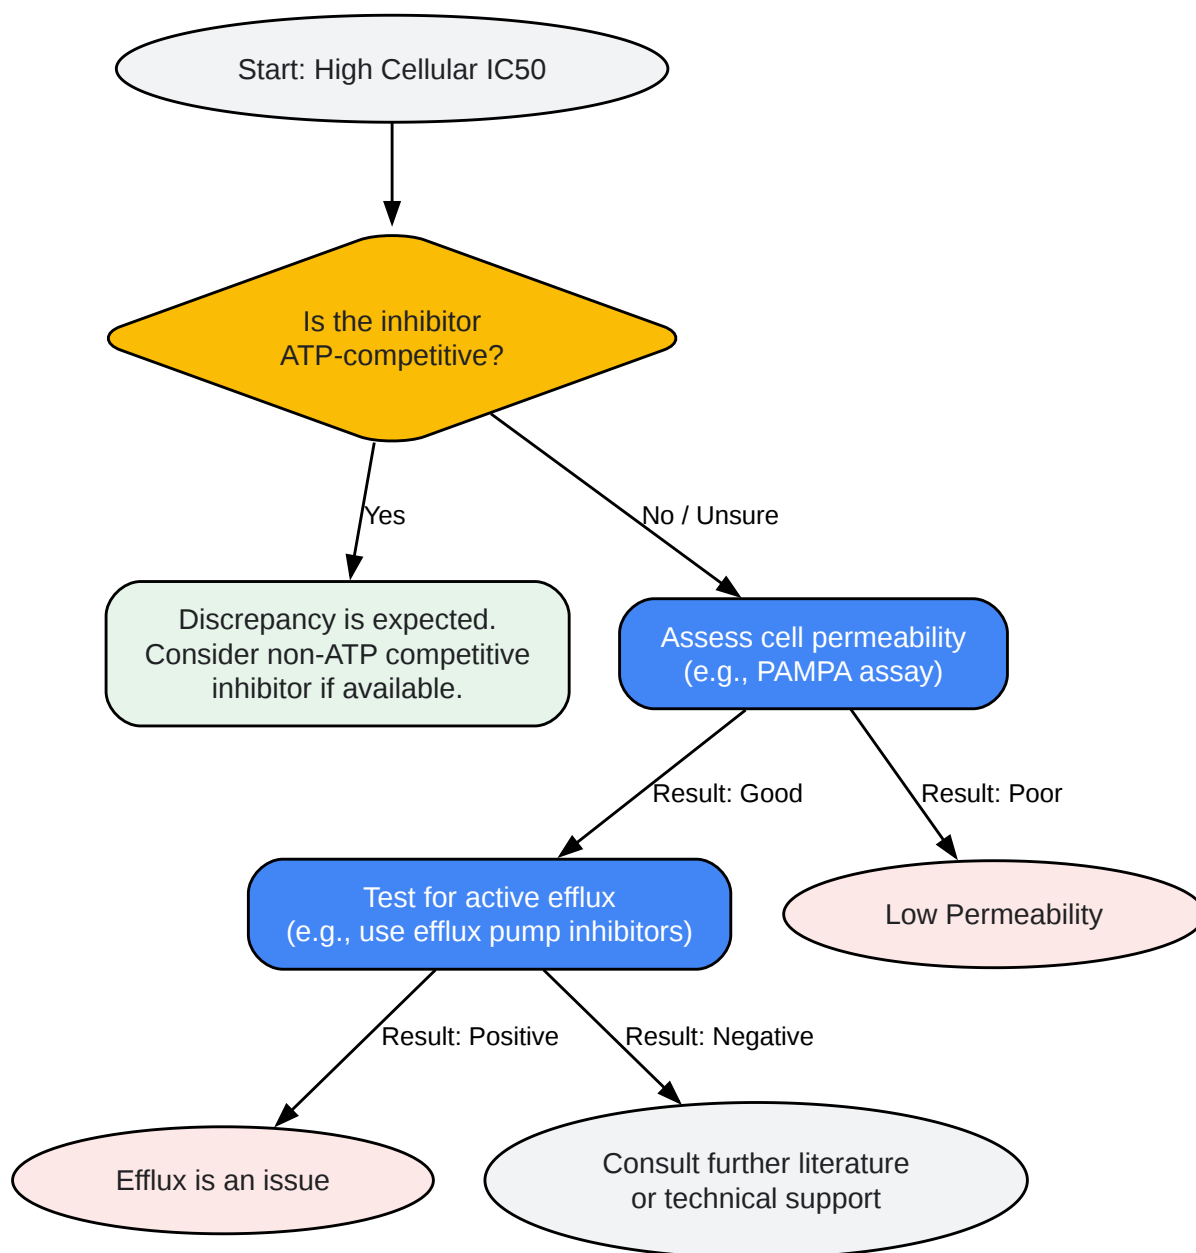 Start: High Cellular IC50
Is the inhibitor
ATP-competitive?
Yes
No / Unsure
Discrepancy is expected.
Consider non-ATP competitive
inhibitor if available.
Assess cell permeability
(e.g., PAMPA assay)
Result: Good
Result: Poor
Test for active efflux
(e.g., use efflux pump inhibitors)
Low Permeability
Result: Positive
Result: Negative
Efflux is an issue
Consult further literature
or technical support